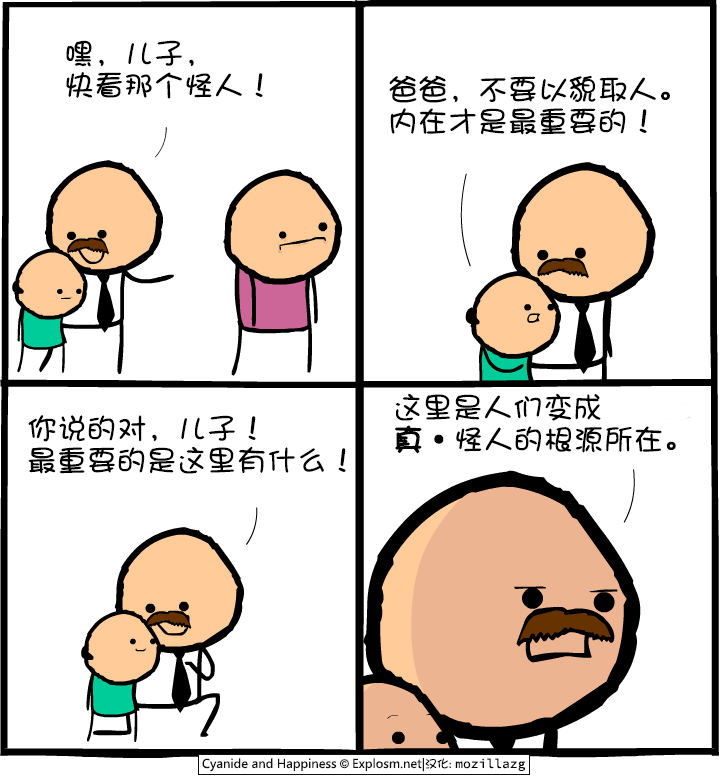 嘿，儿子，
快看那个怪人！
爸爸，不要以貌取人。
内在才是最重要的！
你说的对，儿子！
最重要的是这里有什么！
这里是人们变成
真·怪人的根源所在。
Cyanide and Happiness © Explosm.net|汉化: mozillazg